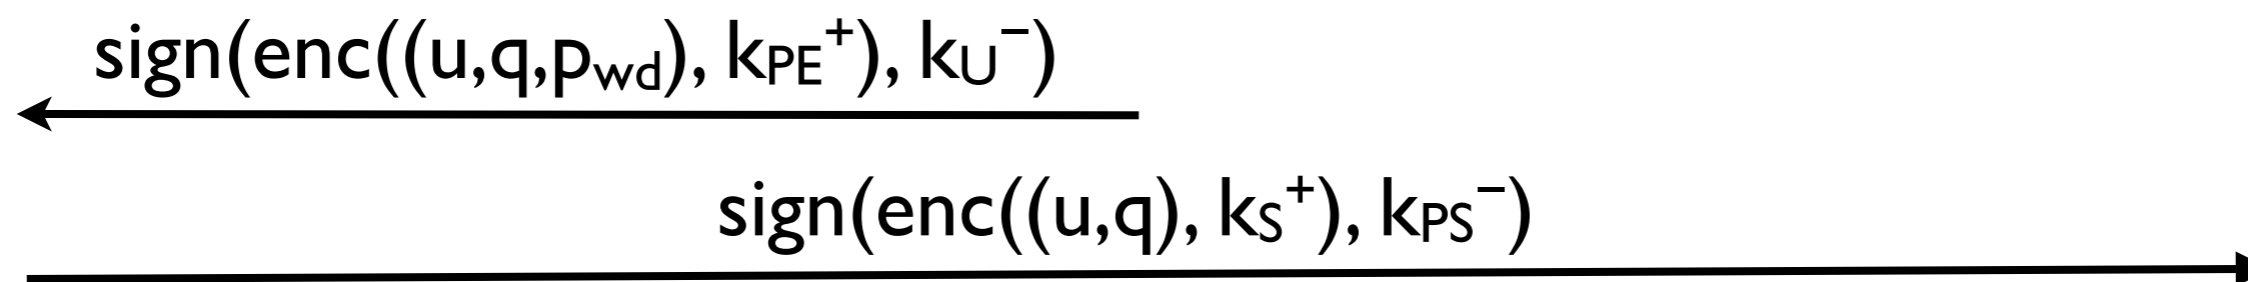 sign(enc((u,q,pwd), kPE+), kU−)
sign(enc((u,q), kS+), kPS−)